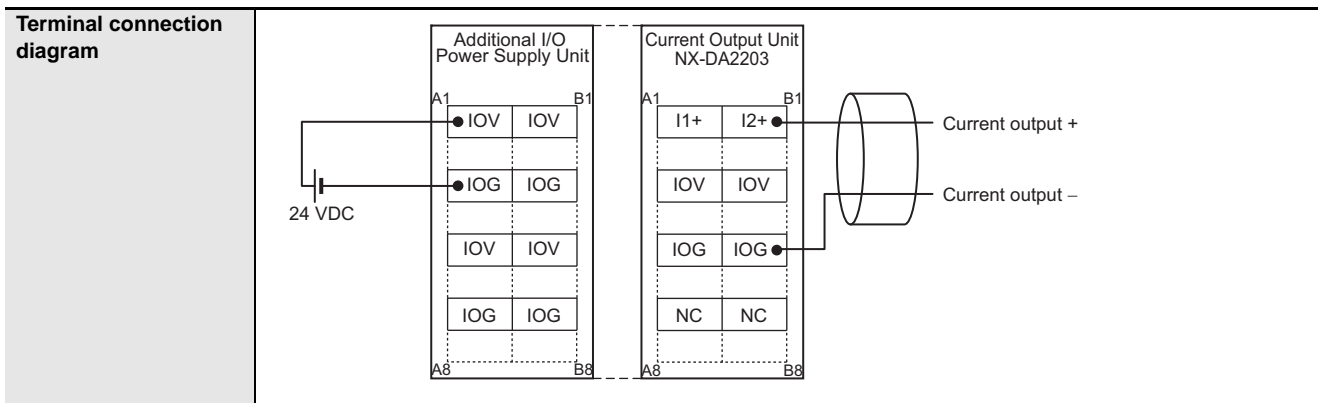 Terminal connection
diagram
Additional I/O
Power Supply Unit
A1
B1
IOV
IOV
IOG
IOG
IOV
IOV
IOG
IOG
A8
B8
24 VDC
Current Output Unit
NX-DA2203
A1
B1
I1+
I2+
IOV
IOV
IOG
IOG
NC
NC
A8
B8
Current output +
Current output –